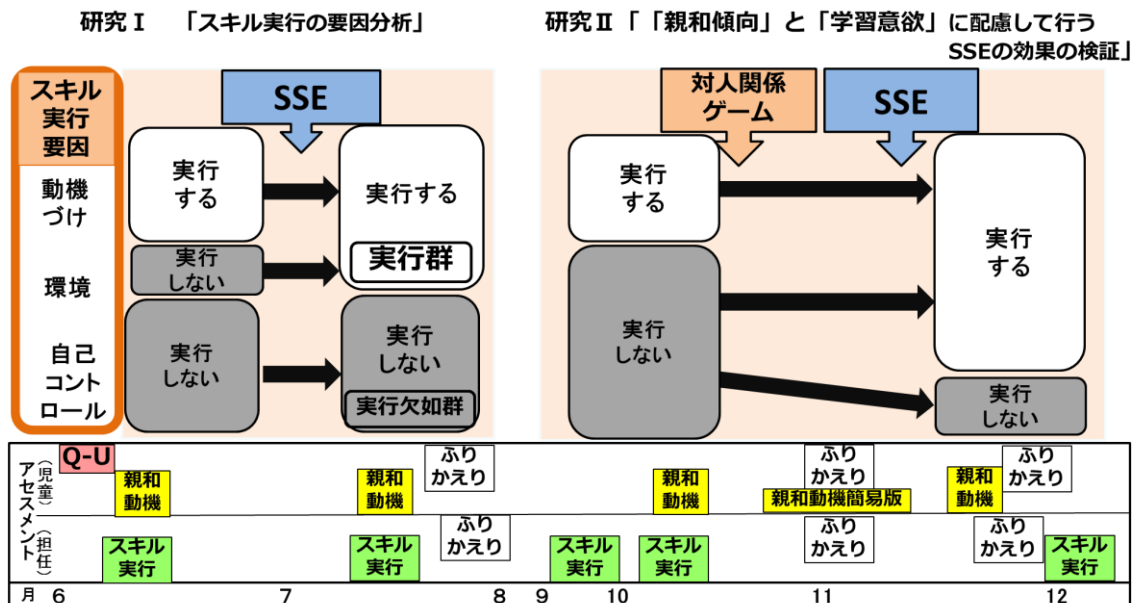 研究Ⅰ 「スキル実行の要因分析」
研究Ⅱ「「親和傾向」と「学習意欲」に配慮して行う
SSEの効果の検証」
スキル
実行
要因
動機
づけ
環境
自己
コント
ロール
SSE
実行
する
実行する
実行群
実行
しない
実行
しない
実行
しない
実行欠如群
対人関係
ゲーム
SSE
実行
する
実行
しない
実行
する
実行
しない
アセスメント
(児童)
(担任)
Q-U
親和
動機
親和
動機
ふり
かえり
親和
動機
ふり
かえり
親和動機簡易版
親和
動機
ふり
かえり
スキル
実行
スキル
実行
ふり
かえり
スキル
実行
スキル
実行
ふり
かえり
ふり
かえり
スキル
実行
月 6 7 8 9 10 11 12